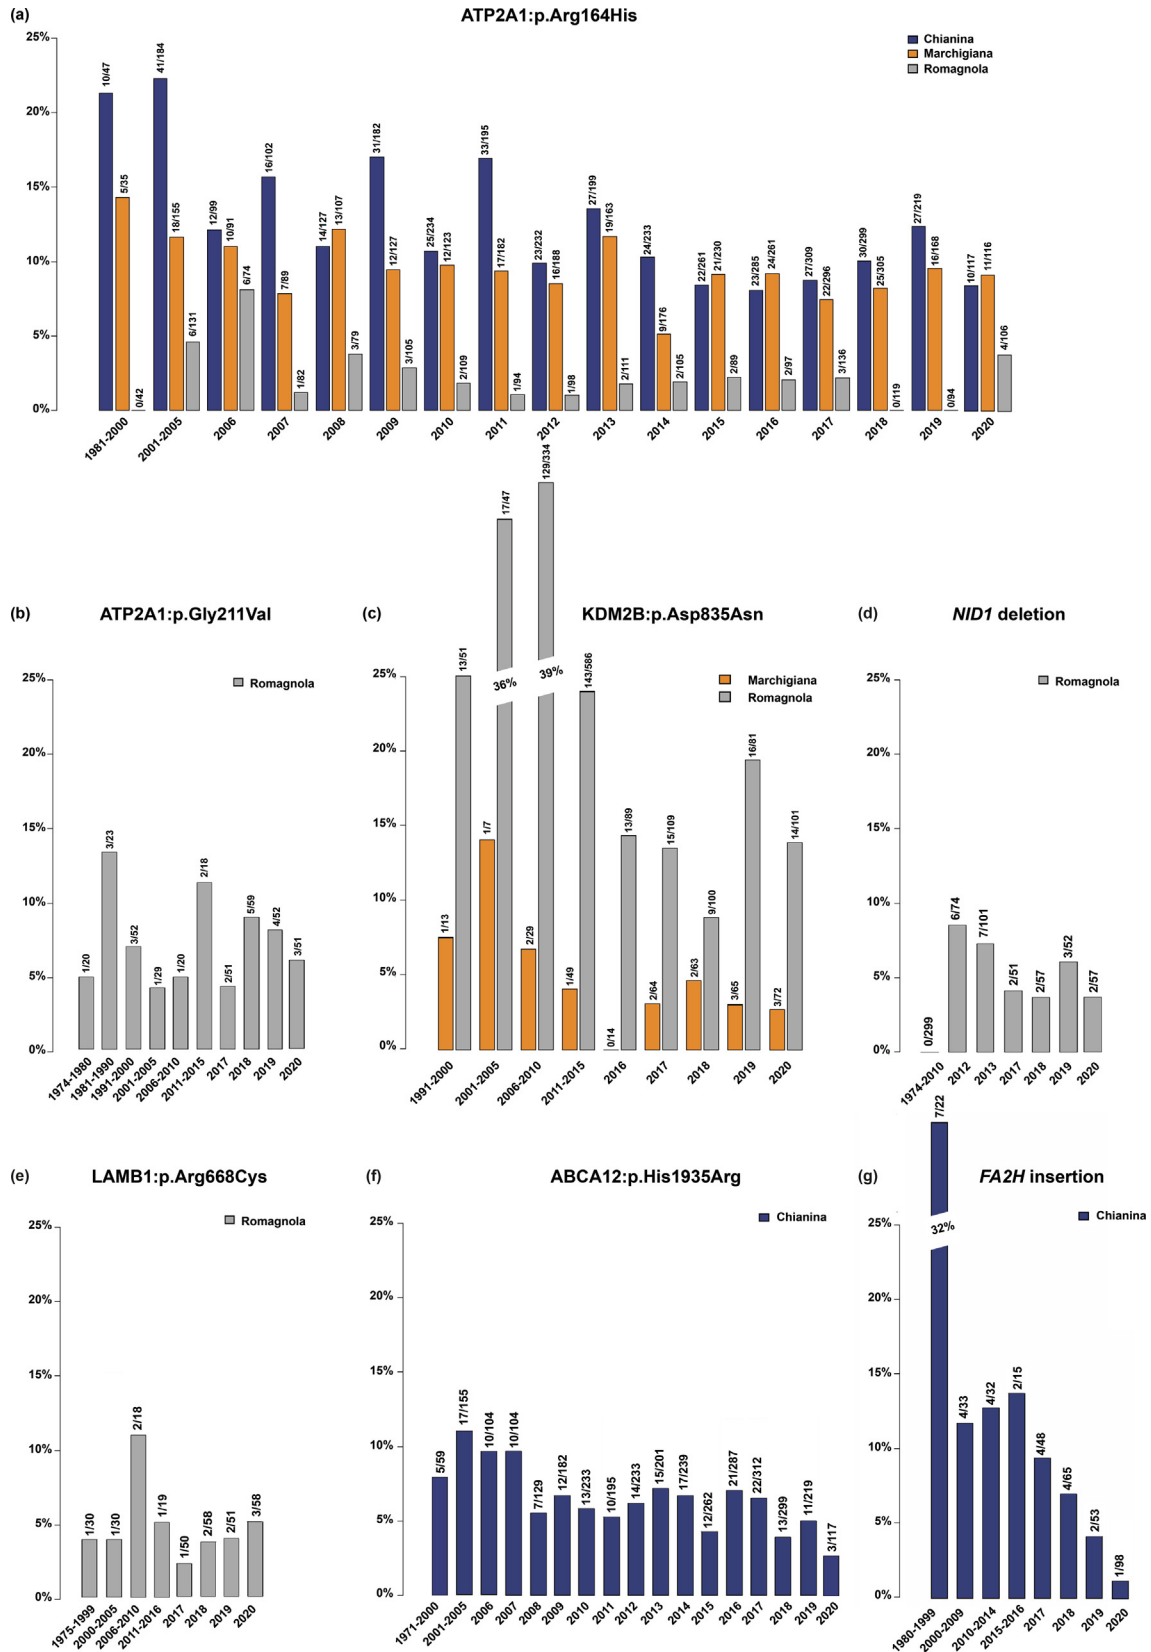 (a) ATP2A1:p.Arg164His
25%
20%
15%
10%
5%
0%
Chianina
Marchigiana
Romagnola
10/47 5/35 0/42
41/184 18/155 6/131
12/99 10/91 6/74
16/102 7/89 1/82
14/127 13/107 3/79
31/182 12/127 3/105
25/234 12/123 2/109
33/195 17/182 1/94
23/232 16/188 1/98
27/199 19/163 2/111
24/233 9/176 2/105
22/261 21/230 2/89
23/285 24/261 2/97
27/309 22/296 3/136
30/299 25/305 0/119
27/219 16/168 0/94
10/117 11/116 4/106
1981-2000 2001-2005 2006 2007 2008 2009 2010 2011 2012 2013 2014 2015 2016 2017 2018 2019 2020
(b) ATP2A1:p.Gly211Val
25%
20%
15%
10%
5%
0%
Romagnola
1/20 3/23 3/52 1/29 1/20 2/18 2/51 5/59 4/52 3/51
1974-1980 1981-1990 1991-2000 2001-2005 2006-2010 2011-2015 2017 2018 2019 2020
(c) KDM2B:p.Asp835Asn
25%
20%
15%
10%
5%
0%
Marchigiana
Romagnola
1/13 13/51
1/7 17/47
36%
2/29 129/334
39%
1/49 143/586
0/14 13/89
2/64 15/109
2/63 9/100
3/65 16/81
3/72 14/101
1991-2000 2001-2005 2006-2010 2011-2015 2016 2017 2018 2019 2020
(d) NID1 deletion
25%
20%
15%
10%
5%
0%
Romagnola
0/299 6/74 7/101 2/51 2/57 3/52 2/57
1974-2010 2012 2013 2017 2018 2019 2020
(e) LAMB1:p.Arg668Cys
25%
20%
15%
10%
5%
0%
Romagnola
1/30 1/30 2/18 1/19 1/50 2/58 2/51 3/58
1975-1999 2000-2005 2006-2010 2011-2016 2017 2018 2019 2020
(f) ABCA12:p.His1935Arg
25%
20%
15%
10%
5%
0%
Chianina
5/59 17/155 10/104 10/104 7/129 12/182 13/233 10/195 14/233 15/201 17/239 12/262 21/287 22/312 13/299 11/219 3/117
1971-2000 2001-2005 2006 2007 2008 2009 2010 2011 2012 2013 2014 2015 2016 2017 2018 2019 2020
(g) FA2H insertion
25%
20%
15%
10%
5%
0%
Chianina
7/22
32%
4/33 4/32 2/15 4/48 4/65 2/53 1/98
1980-1999 2000-2009 2010-2014 2015-2016 2017 2018 2019 2020